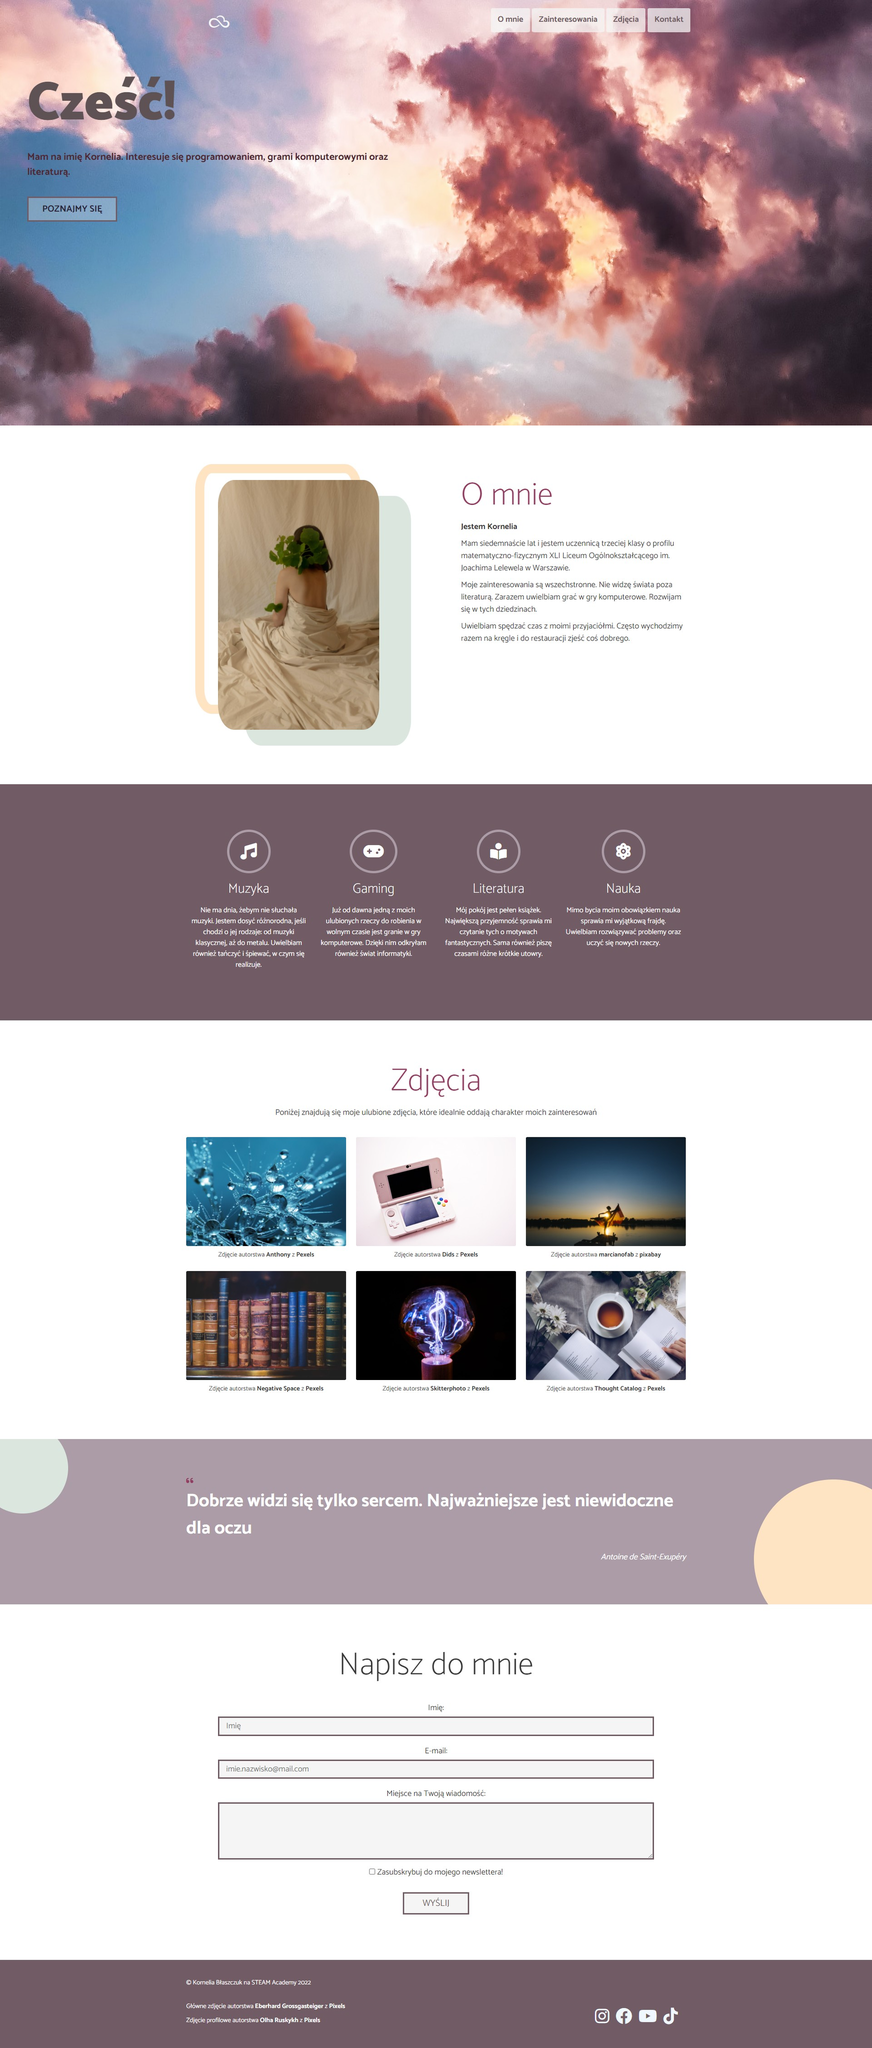 O mnie
Zainteresowania
Zdjęcia
Kontakt
Cześć!
Mam na imię Kornelia. Interesuje się programowaniem, grami komputerowymi oraz
literaturą.
POZNAJMY SIĘ
O mnie
Jestem Kornelia
Mam siedemnaście lat i jestem uczennicą trzeciej klasy o profilu
matematyczno-fizycznym XLI Liceum Ogólnokształcącego im.
Joachima Lelewela w Warszawie.
Moje zainteresowania są wszechstronne. Nie widzę świata poza
literaturą. Zarazem uwielbiam grać w gry komputerowe. Rozwijam
się w tych dziedzinach.
Uwielbiam spędzać czas z moimi przyjaciółmi. Często wychodzimy
razem na kręgle i do restauracji zjeść coś dobrego.
Muzyka
Nie ma dnia, żebym nie słuchała
muzyki. Jestem dosyć różnorodna, jeśli
chodzi o jej rodzaje: od muzyki
klasycznej, aż do metalu. Uwielbiam
również tańczyć i śpiewać, w czym się
realizuje.
Gaming
Już od dawna jedną z moich
ulubionych rzeczy do robienia w
wolnym czasie jest granie w gry
komputerowe. Dzięki nim odkryłam
również świat informatyki.
Literatura
Mój pokój jest pełen książek.
Największą przyjemność sprawia mi
czytanie tych o motywach
fantastycznych. Sama również piszę
czasami różne krótkie utwory.
Nauka
Mimo bycia moim obowiązkiem nauka
sprawia mi wyjątkową frajdę.
Uwielbiam rozwiązywać problemy oraz
uczyć się nowych rzeczy.
Zdjęcia
Poniżej znajdują się moje ulubione zdjęcia, które idealnie oddają charakter moich zainteresowań
Zdjęcie autorstwa Anthony z Pexels
Zdjęcie autorstwa Dids z Pexels
Zdjęcie autorstwa marcianofab z pixabay
Zdjęcie autorstwa Negative Space z Pexels
Zdjęcie autorstwa Skitterphoto z Pexels
Zdjęcie autorstwa Thought Catalog z Pexels
“
Dobrze widzi się tylko sercem. Najważniejsze jest niewidoczne
dla oczu
Antoine de Saint-Exupéry
Napisz do mnie
Imię:
Imię
E-mail:
imie.nazwisko@mail.com
Miejsce na Twoją wiadomość:
Zasubskrybuj do mojego newslettera!
WYŚLIJ
© Kornelia Błaszczuk na STEAM Academy 2022
Główne zdjęcie autorstwa Eberhard Grossgasteiger z Pixels
Zdjęcie profilowe autorstwa Olha Ruskykh z Pixels